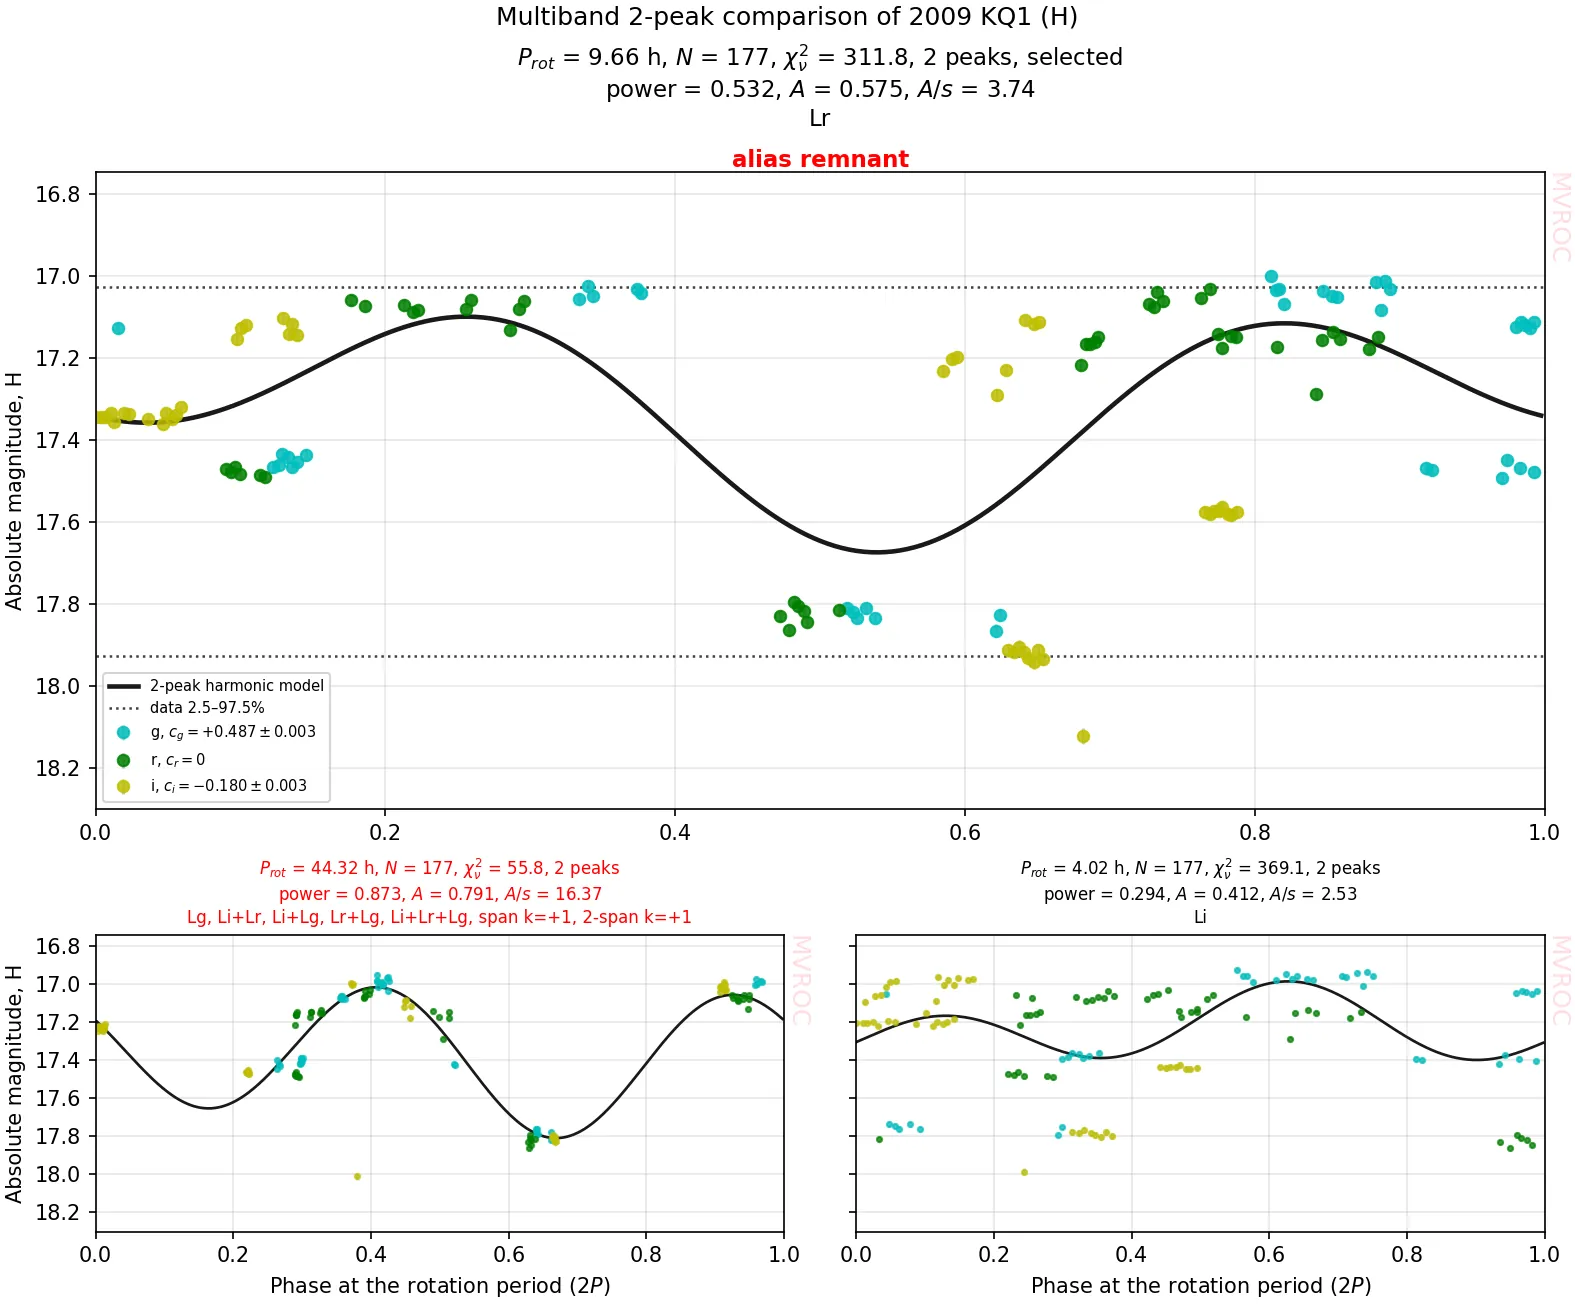 Multiband 2-peak comparison of 2009 KQ1 (H)
P_rot = 9.66 h, N = 177, χ²_ν = 311.8, 2 peaks, selected
power = 0.532, A = 0.575, A/s = 3.74
Lr
alias remnant
MVROC
Absolute magnitude, H
16.8
17.0
17.2
17.4
17.6
17.8
18.0
18.2
2-peak harmonic model
data 2.5–97.5%
g, c_g = +0.487 ± 0.003
r, c_r = 0
i, c_i = −0.180 ± 0.003
0.0 0.2 0.4 0.6 0.8 1.0
P_rot = 44.32 h, N = 177, χ²_ν = 55.8, 2 peaks
power = 0.873, A = 0.791, A/s = 16.37
Lg, Li+Lr, Li+Lg, Lr+Lg, Li+Lr+Lg, span k=+1, 2-span k=+1
MVROC
Absolute magnitude, H
16.8
17.0
17.2
17.4
17.6
17.8
18.0
18.2
0.0 0.2 0.4 0.6 0.8 1.0
Phase at the rotation period (2P)
P_rot = 4.02 h, N = 177, χ²_ν = 369.1, 2 peaks
power = 0.294, A = 0.412, A/s = 2.53
Li
MVROC
0.0 0.2 0.4 0.6 0.8 1.0
Phase at the rotation period (2P)